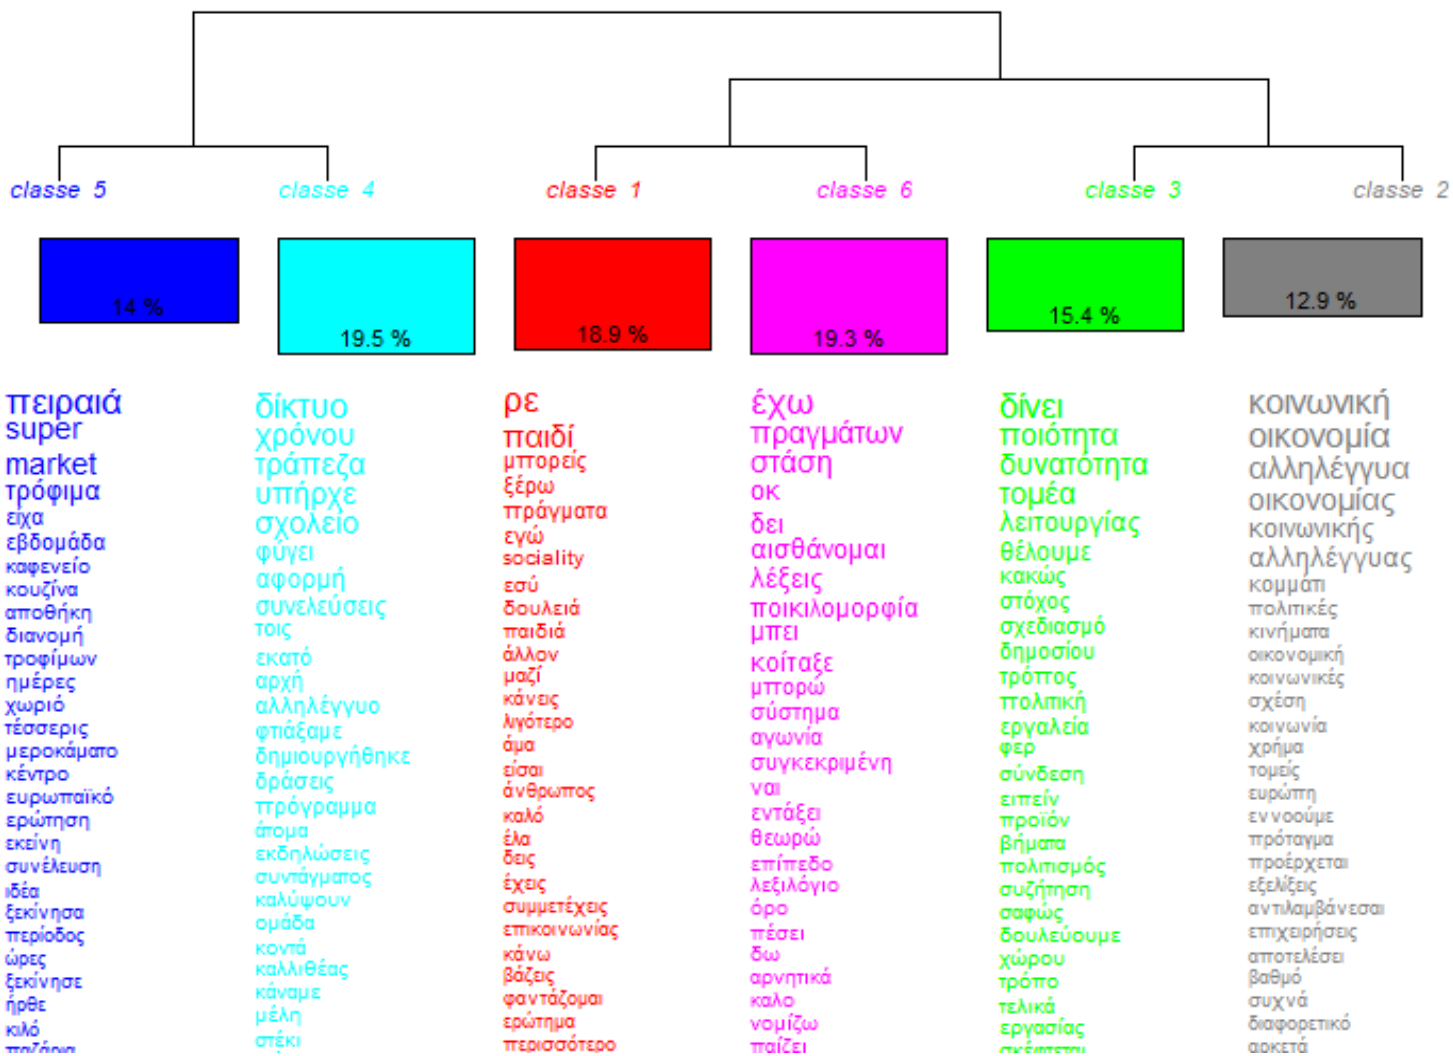 classe 5
classe 4
classe 1
classe 6
classe 3
classe 2
14 %
19.5 %
18.9 %
19.3 %
15.4 %
12.9 %
πειραιά
super
market
τρόφιμα
είχα
εβδομάδα
καφενείο
κουζίνα
αποθήκη
διανομή
τροφίμων
ημέρες
χωριό
τέσσερις
μεροκάματο
κέντρο
ευρωπαϊκό
ερώτηση
εκείνη
συνέλευση
ιδέα
ξεκίνησα
περίοδος
ώρες
ξεκίνησε
ήρθε
κιλό
παζάρια
δίκτυο
χρόνου
τράπεζα
υπήρχε
σχολείο
φύγει
αφορμή
συνελεύσεις
τοις
εκατό
αρχή
αλληλέγγυο
φτιάξαμε
δημιουργήθηκε
δράσεις
πρόγραμμα
άτομα
εκδηλώσεις
συντάγματος
καλύψουν
ομάδα
κοντά
καλλιθέας
κάναμε
μέλη
στέκι
ρε
παιδί
μπορείς
ξέρω
πράγματα
εγώ
sociality
εσύ
δουλειά
παιδιά
άλλον
μαζί
κάνεις
λιγότερο
άμα
είσαι
άνθρωπος
καλό
έλα
δεις
έχεις
συμμετέχεις
επικοινωνίας
κάνω
βάζεις
φαντάζομαι
ερώτημα
περισσότερο
έχω
πραγμάτων
στάση
οκ
δει
αισθάνομαι
λέξεις
ποικιλομορφία
μπει
κοίταξε
μπορώ
σύστημα
αγωνία
συγκεκριμένη
ναι
εντάξει
θεωρώ
επίπεδο
λεξιλόγιο
όρο
πέσει
δω
αρνητικά
καλο
νομίζω
παίζει
δίνει
ποιότητα
δυνατότητα
τομέα
λειτουργίας
θέλουμε
κακώς
στόχος
σχεδιασμό
δημοσίου
τρόπος
πολιτική
εργαλεία
φερ
σύνδεση
ειπείν
προϊόν
βήματα
πολιτισμός
συζήτηση
σαφώς
δουλεύουμε
χώρου
τρόπο
τελικά
εργασίας
σκέφτεται
κοινωνική
οικονομία
αλληλέγγυα
οικονομίας
κοινωνικής
αλληλέγγυας
κομμάτι
πολιτικές
κινήματα
οικονομική
κοινωνικές
σχέση
κοινωνία
χρήμα
τομείς
ευρώπη
εννοούμε
πρόταγμα
προέρχεται
εξελίξεις
αντιλαμβάνεσαι
επιχειρήσεις
αποτελέσει
βαθμό
συχνά
διαφορετικό
αρκετά